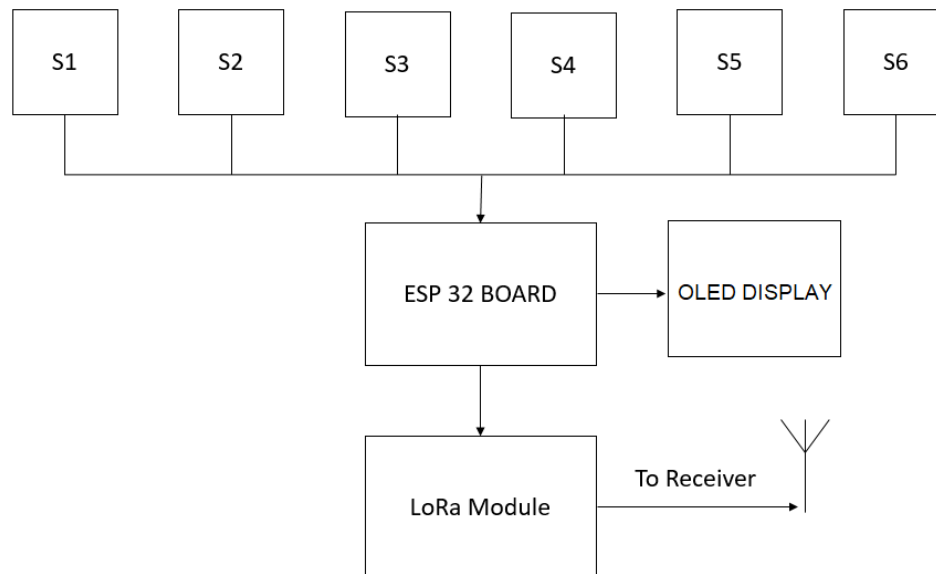 S1
S2
S3
S4
S5
S6
ESP 32 BOARD
OLED DISPLAY
To Receiver
LoRa Module